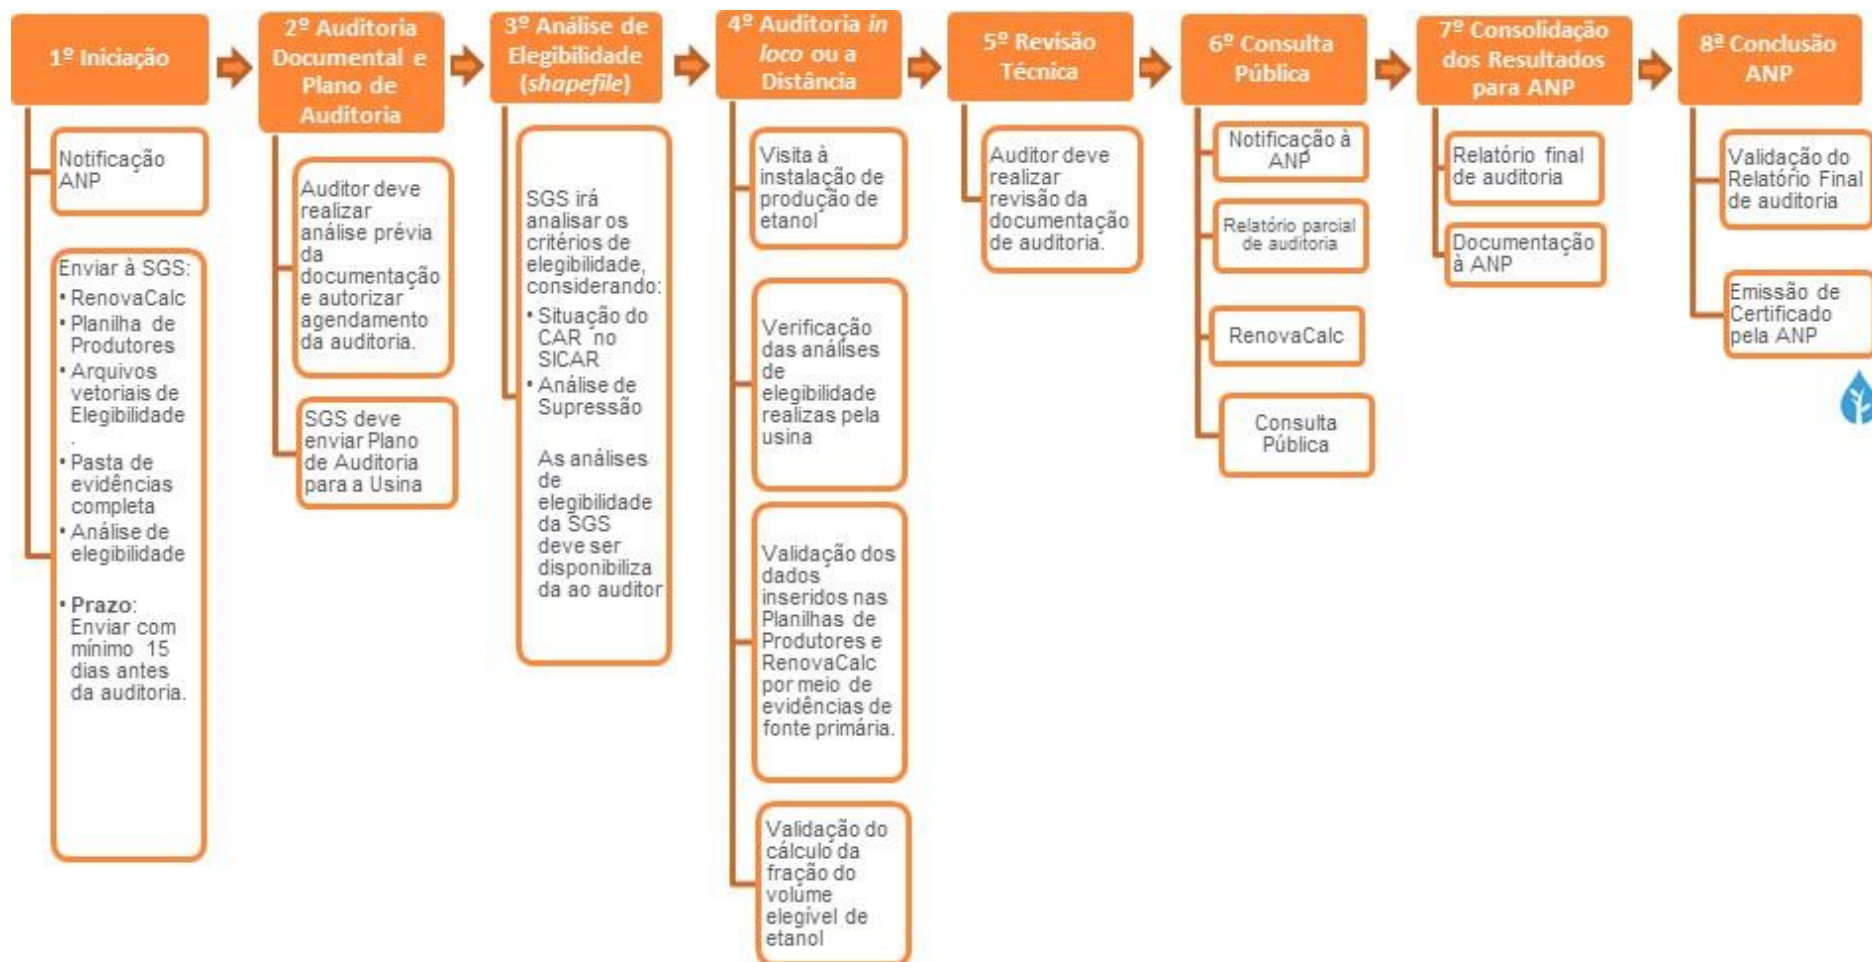 1º Iniciação
Notificação
ANP
Enviar à SGS:
• RenovaCalc
• Planilha de
Produtores
• Arquivos
vetoriais de
Elegibilidade
.
• Pasta de
evidências
completa
• Análise de
elegibilidade
• Prazo:
Enviar com
mínimo 15
dias antes
da auditoria.
2º Auditoria
Documental e
Plano de
Auditoria
Auditor deve
realizar
análise prévia
da
documentação
e autorizar
agendamento
da auditoria.
SGS deve
enviar Plano
de Auditoria
para a Usina
3º Análise de
Elegibilidade
(shapefile)
SGS irá
analisar os
critérios de
elegibilidade,
considerando:
• Situação do
CAR no
SICAR
• Análise de
Supressão
As análises
de
elegibilidade
da SGS
deve ser
disponibiliza
da ao auditor
4º Auditoria in
loco ou a
Distância
Visita à
instalação de
produção de
etanol
Verificação
das análises
de
elegibilidade
realizas pela
usina
Validação dos
dados
inseridos nas
Planilhas de
Produtores e
RenovaCalc
por meio de
evidências de
fonte primária.
Validação do
cálculo da
fração do
volume
elegível de
etanol
5º Revisão
Técnica
Auditor deve
realizar
revisão da
documentação
de auditoria.
6º Consulta
Pública
Notificação à
ANP
Relatório parcial
de auditoria
RenovaCalc
Consulta
Pública
7º Consolidação
dos Resultados
para ANP
Relatório final
de auditoria
Documentação
à ANP
8ª Conclusão
ANP
Validação do
Relatório Final
de auditoria
Emissão de
Certificado
pela ANP